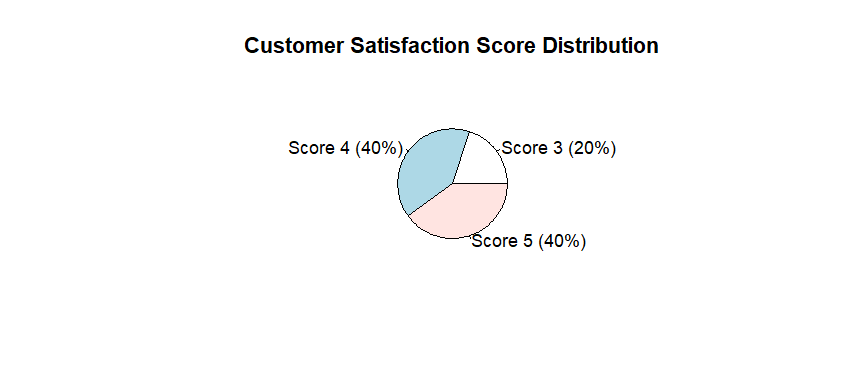 Customer Satisfaction Score Distribution
Score 4 (40%)
Score 3 (20%)
Score 5 (40%)